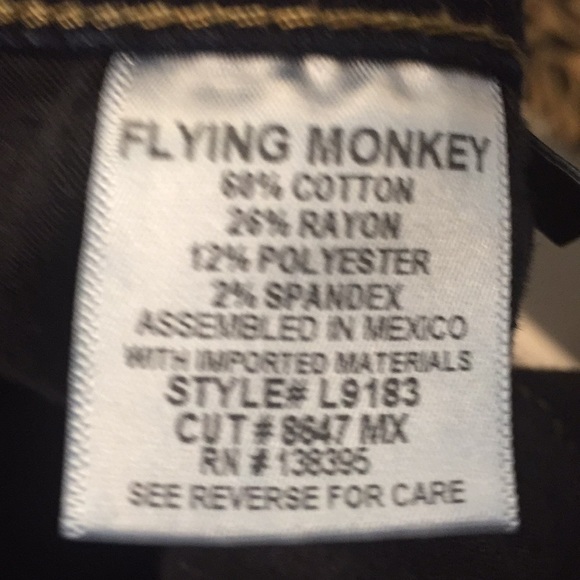 FLYING MONKEY
60% COTTON
26% RAYON
12% POLYESTER
2% SPANDEX
ASSEMBLED IN MEXICO
WITH IMPORTED MATERIALS
STYLE# L9183
CUT# 8647 MX
RN # 138395
SEE REVERSE FOR CARE